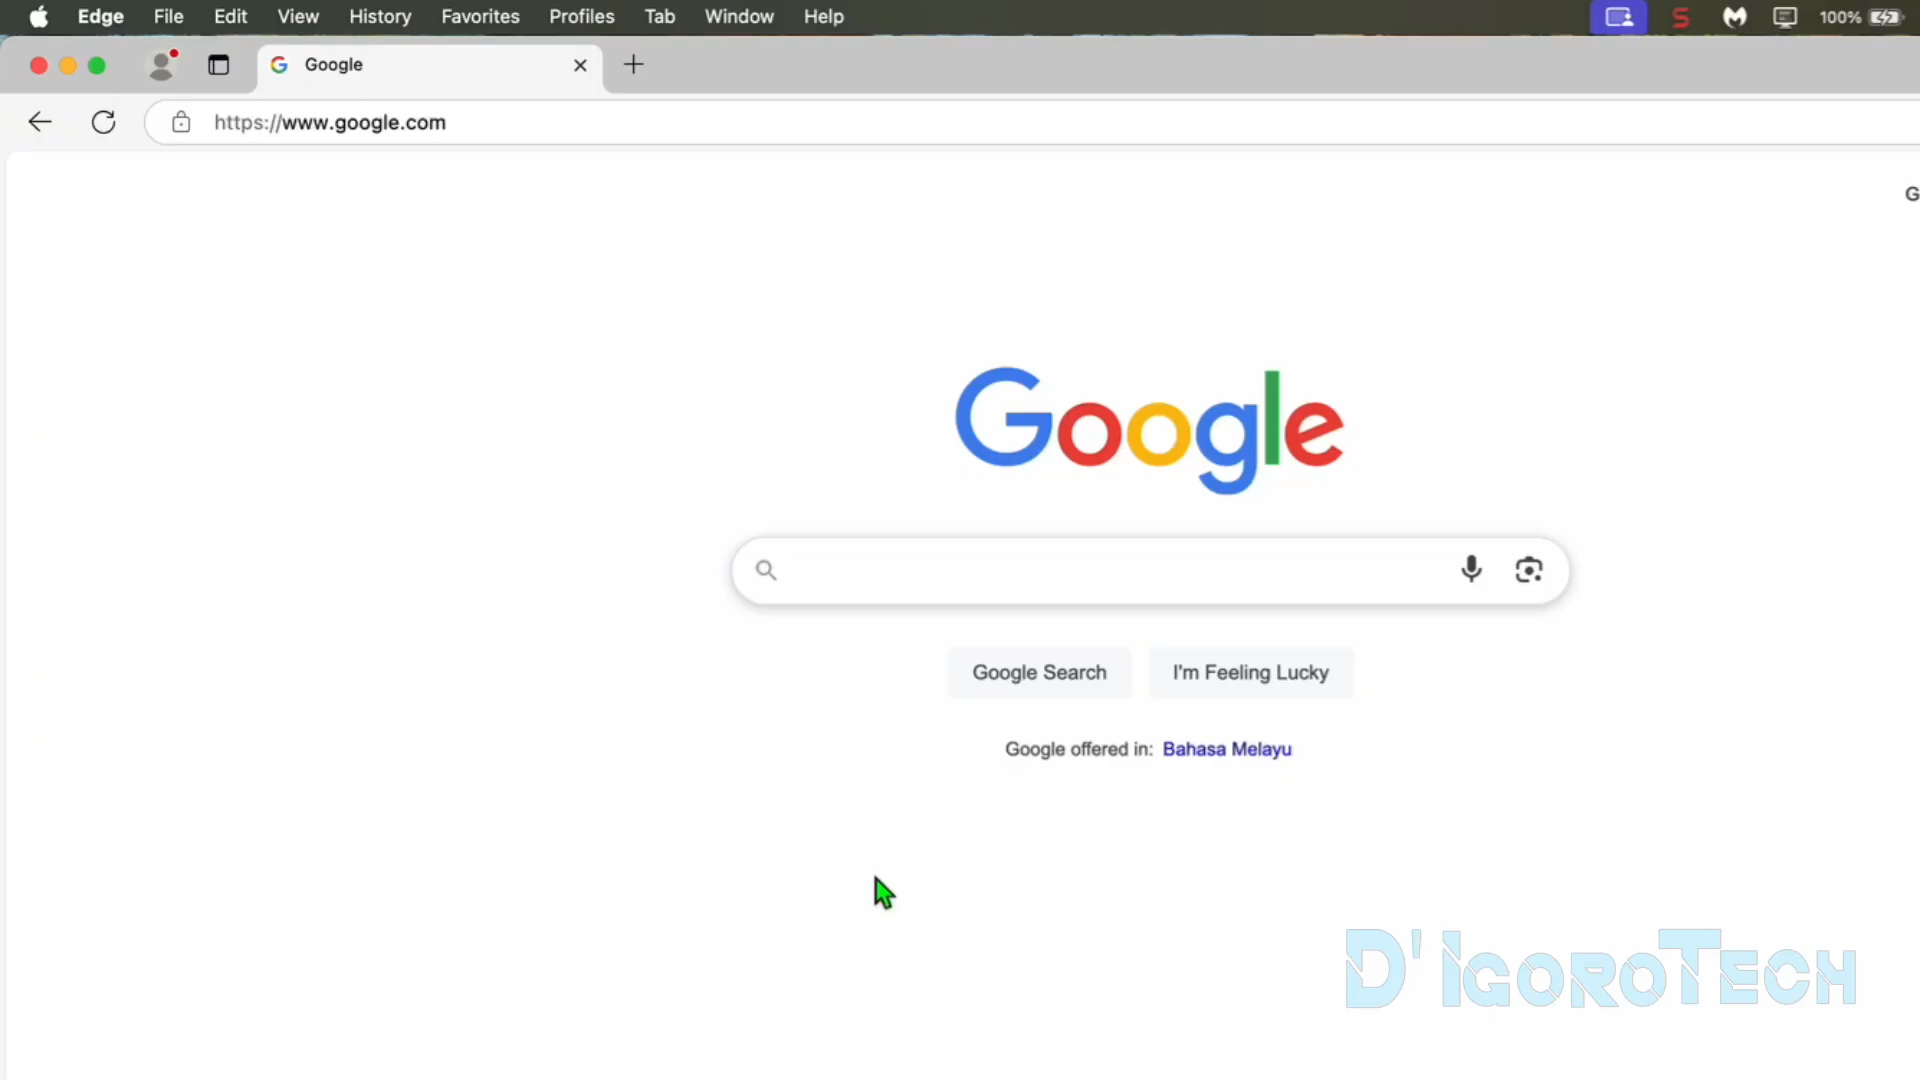 Edge File Edit View History Favorites Profiles Tab Window Help 100%
Google
https://www.google.com
G
Google
Google Search I'm Feeling Lucky
Google offered in: Bahasa Melayu
D'IGOROTECH